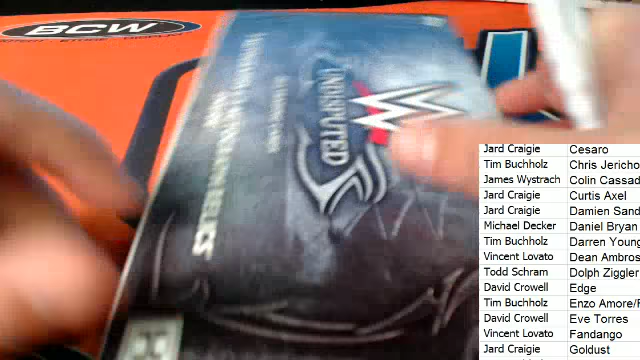 BCW
W
UNDISPUTED
RELICS
Jard Craigie Cesaro
Tim Buchholz Chris Jericho
James Wystrach Colin Cassad
Jard Craigie Curtis Axel
Jard Craigie Damien Sand
Michael Decker Daniel Bryan
Tim Buchholz Darren Young
Vincent Lovato Dean Ambros
Todd Schram Dolph Ziggler
David Crowell Edge
Tim Buchholz Enzo Amore/
David Crowell Eve Torres
Vincent Lovato Fandango
Jard Craigie Goldust